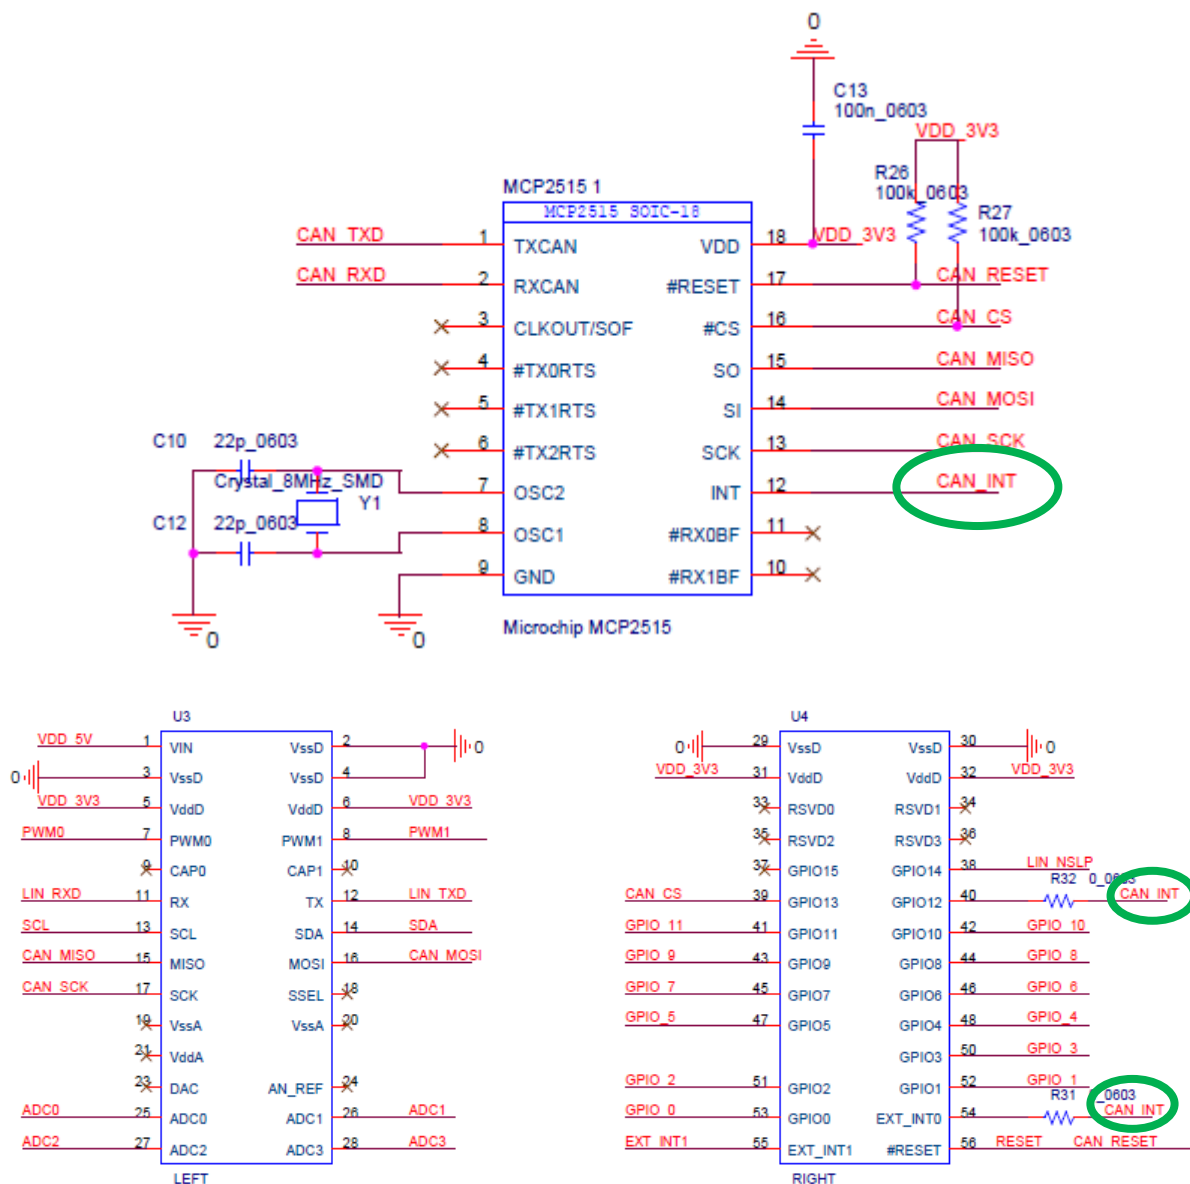 0
C13
100n_0603
VDD_3V3
R26
100k_0603
R27
100k_0603
MCP2515 1
MCP2515 SOIC-18
CAN_TXD 1 TXCAN VDD 18 VDD_3V3
CAN_RXD 2 RXCAN #RESET 17 CAN_RESET
3 CLKOUT/SOF #CS 16 CAN_CS
4 #TX0RTS SO 15 CAN_MISO
5 #TX1RTS SI 14 CAN_MOSI
6 #TX2RTS SCK 13 CAN_SCK
C10 22p_0603
Crystal_8MHz_SMD
Y1
7 OSC2 INT 12 CAN_INT
C12 22p_0603
8 OSC1 #RX0BF 11
9 GND #RX1BF 10
0 0
Microchip MCP2515
U3
VDD_5V 1 VIN VssD 2 0
0 3 VssD VssD 4
VDD_3V3 5 VddD VddD 6 VDD_3V3
PWM0 7 PWM0 PWM1 8 PWM1
9 CAP0 CAP1 10
LIN_RXD 11 RX TX 12 LIN_TXD
SCL 13 SCL SDA 14 SDA
CAN_MISO 15 MISO MOSI 16 CAN_MOSI
CAN_SCK 17 SCK SSEL 18
19 VssA VssA 20
21 VddA
23 DAC AN_REF 24
ADC0 25 ADC0 ADC1 26 ADC1
ADC2 27 ADC2 ADC3 28 ADC3
LEFT
U4
0 29 VssD VssD 30 0
VDD_3V3 31 VddD VddD 32 VDD_3V3
33 RSVD0 RSVD1 34
35 RSVD2 RSVD3 36
37 GPIO15 GPIO14 38 LIN_NSLP
R32 0_0603
CAN_CS 39 GPIO13 GPIO12 40 CAN_INT
GPIO_11 41 GPIO11 GPIO10 42 GPIO_10
GPIO_9 43 GPIO9 GPIO8 44 GPIO_8
GPIO_7 45 GPIO7 GPIO6 46 GPIO_6
GPIO_5 47 GPIO5 GPIO4 48 GPIO_4
GPIO3 50 GPIO_3
GPIO_2 51 GPIO2 GPIO1 52 GPIO_1
R31 0_0603
GPIO_0 53 GPIO0 EXT_INT0 54 CAN_INT
EXT_INT1 55 EXT_INT1 #RESET 56 RESET CAN_RESET
RIGHT